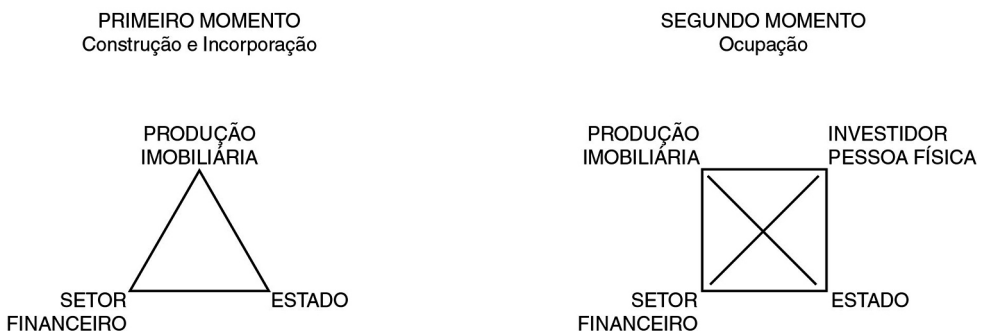 PRIMEIRO MOMENTO
Construção e Incorporação
PRODUÇÃO
IMOBILIÁRIA
SETOR
FINANCEIRO
ESTADO
SEGUNDO MOMENTO
Ocupação
PRODUÇÃO
IMOBILIÁRIA
INVESTIDOR
PESSOA FÍSICA
SETOR
FINANCEIRO
ESTADO